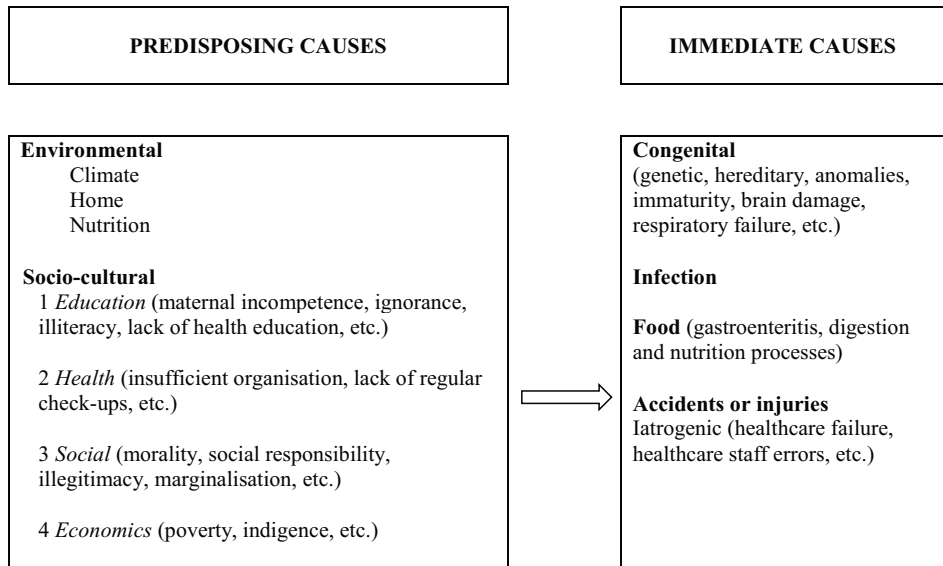 PREDISPOSING CAUSES
IMMEDIATE CAUSES
Environmental
Climate
Home
Nutrition
Socio-cultural
1 Education (maternal incompetence, ignorance,
illiteracy, lack of health education, etc.)
2 Health (insufficient organisation, lack of regular
check-ups, etc.)
3 Social (morality, social responsibility,
illegitimacy, marginalisation, etc.)
4 Economics (poverty, indigence, etc.)
Congenital
(genetic, hereditary, anomalies,
immaturity, brain damage,
respiratory failure, etc.)
Infection
Food (gastroenteritis, digestion
and nutrition processes)
Accidents or injuries
Iatrogenic (healthcare failure,
healthcare staff errors, etc.)